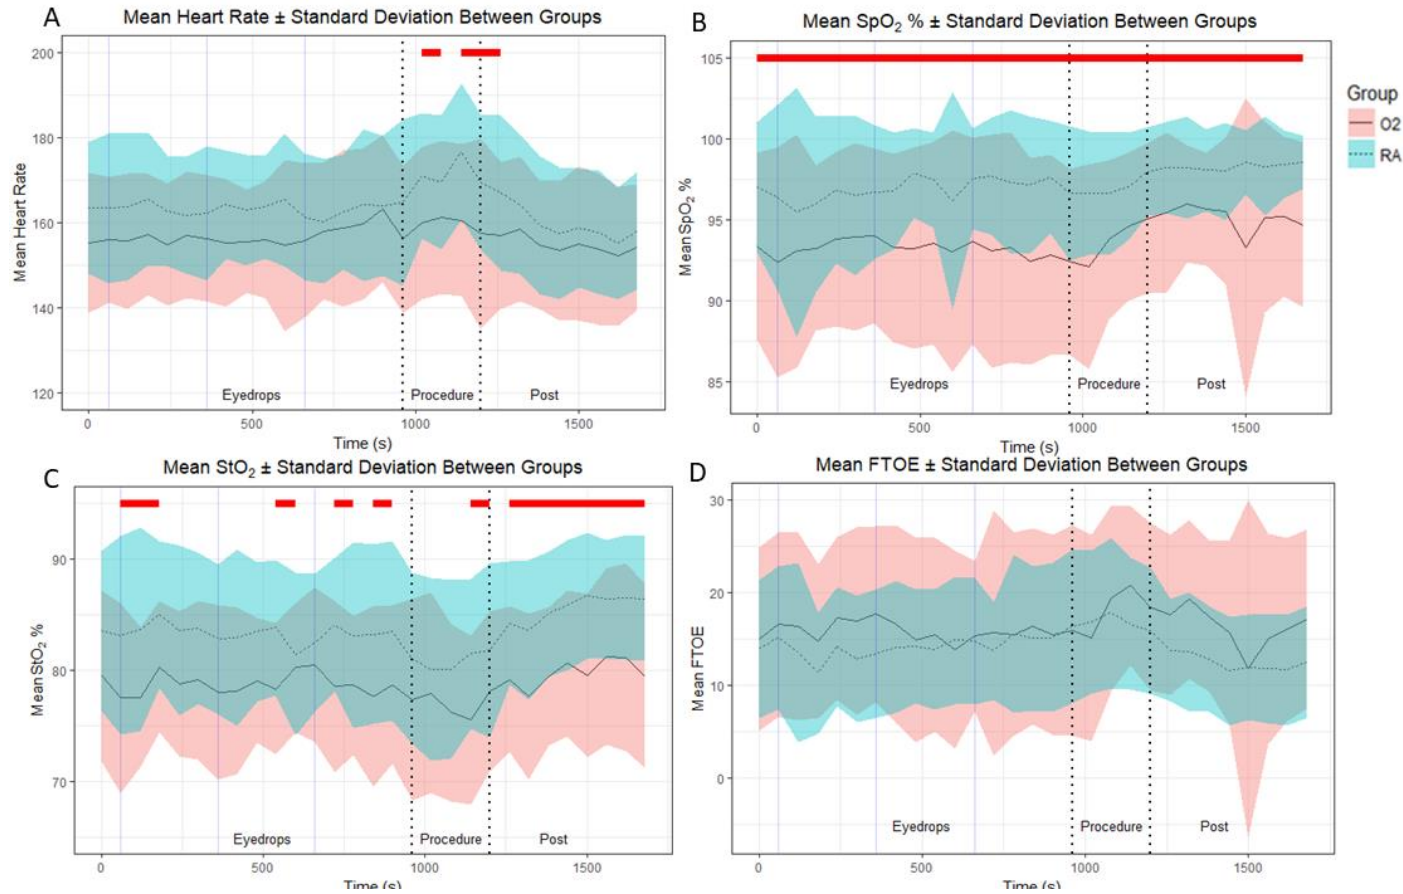 A
Mean Heart Rate ± Standard Deviation Between Groups
Mean Heart Rate
200
180
160
140
120
Eyedrops
Procedure
Post
0
500
1000
1500
Time (s)
B
Mean SpO₂ % ± Standard Deviation Between Groups
Mean SpO₂ %
105
100
95
90
85
Eyedrops
Procedure
Post
0
500
1000
1500
Time (s)
Group
O2
RA
C
Mean StO₂ ± Standard Deviation Between Groups
Mean StO₂ %
90
80
70
Eyedrops
Procedure
Post
0
500
1000
1500
Time (s)
D
Mean FTOE ± Standard Deviation Between Groups
Mean FTOE
30
20
10
0
Eyedrops
Procedure
Post
0
500
1000
1500
Time (s)